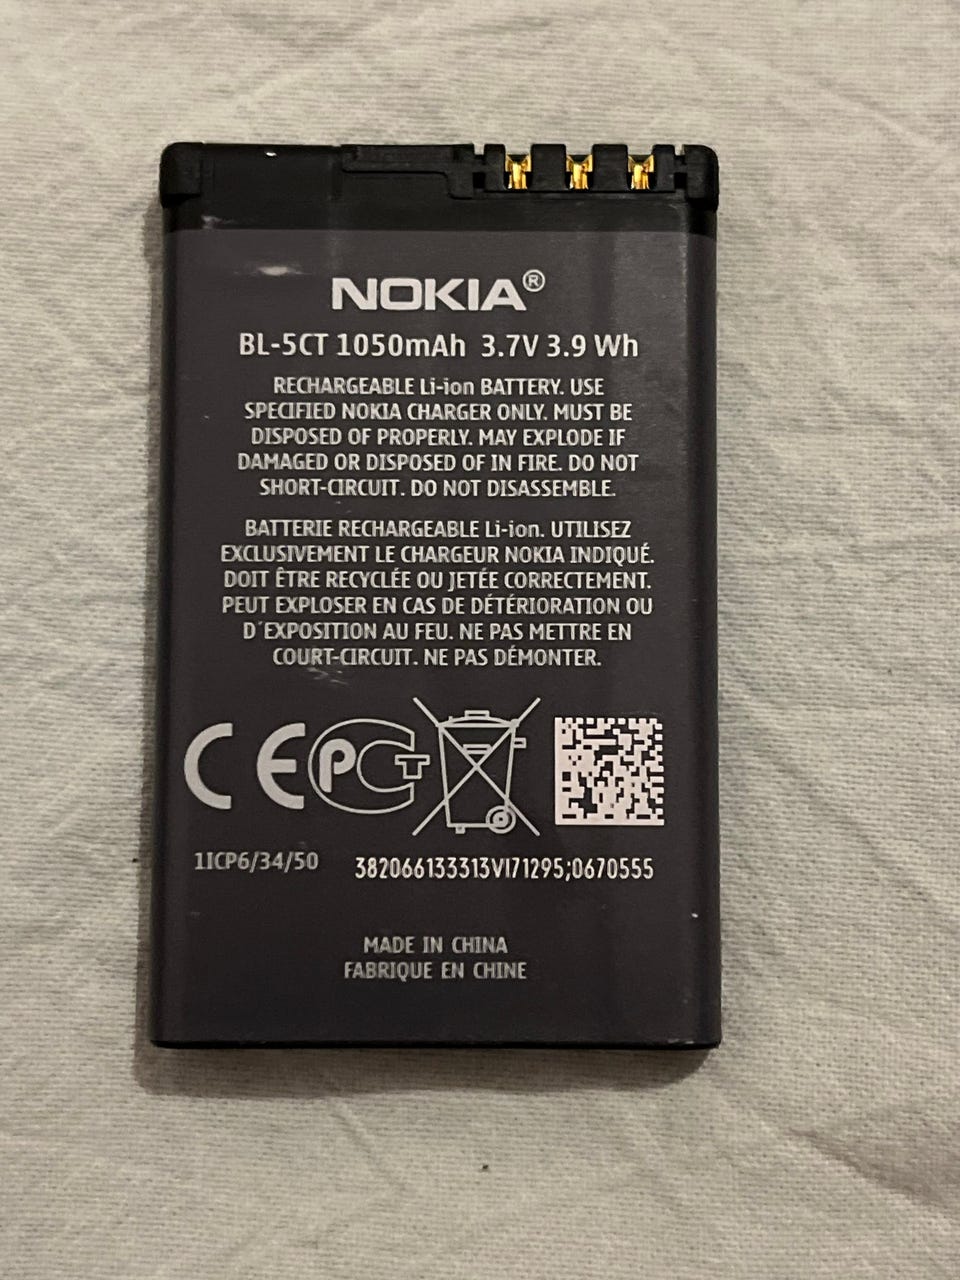 NOKIA®
BL-5CT 1050mAh 3.7V 3.9 Wh
RECHARGEABLE Li-ion BATTERY. USE
SPECIFIED NOKIA CHARGER ONLY. MUST BE
DISPOSED OF PROPERLY. MAY EXPLODE IF
DAMAGED OR DISPOSED OF IN FIRE. DO NOT
SHORT-CIRCUIT. DO NOT DISASSEMBLE.
BATTERIE RECHARGEABLE Li-ion. UTILISEZ
EXCLUSIVEMENT LE CHARGEUR NOKIA INDIQUÉ.
DOIT ÊTRE RECYCLÉE OU JETÉE CORRECTEMENT.
PEUT EXPLOSER EN CAS DE DÉTÉRIORATION OU
D'EXPOSITION AU FEU. NE PAS METTRE EN
COURT-CIRCUIT. NE PAS DÉMONTER.
CE PCT
1ICP6/34/50 382066133313VI71295;0670555
MADE IN CHINA
FABRIQUE EN CHINE